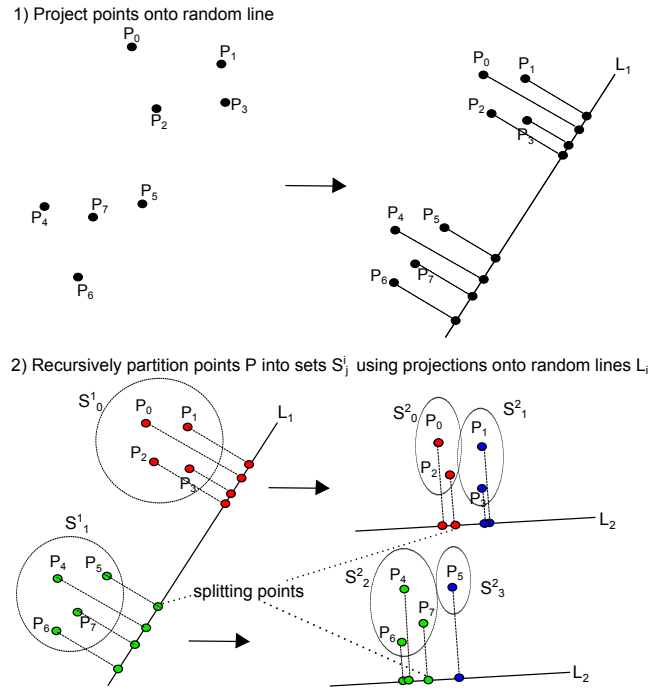 1) Project points onto random line
P0
P1
P2
P3
P4
P7
P5
P6
P0
P1
L1
P2
P3
P4
P5
P7
P6
2) Recursively partition points P into sets S^i_j using projections onto random lines L_i
S^1_0
P0
P1
L1
P2
P3
S^1_1
P4
P5
P7
P6
splitting points
S^2_0
P0
S^2_1
P1
P2
P3
L2
S^2_2
P4
P5
S^2_3
P7
P6
L2